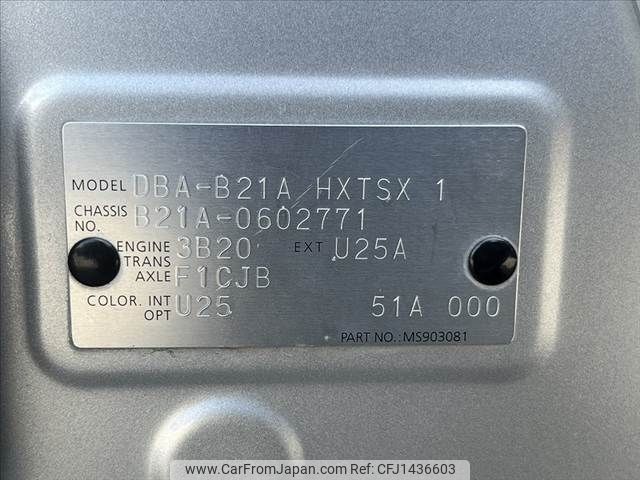 MODEL DBA-B21A HXTSX 1
CHASSIS NO. B21A-0602771
ENGINE 3B20 EXT U25A
TRANS AXLE F1CJB
COLOR. INT OPT U25 51A 000
PART NO.:MS903081
www.CarFromJapan.com CFJ1436603